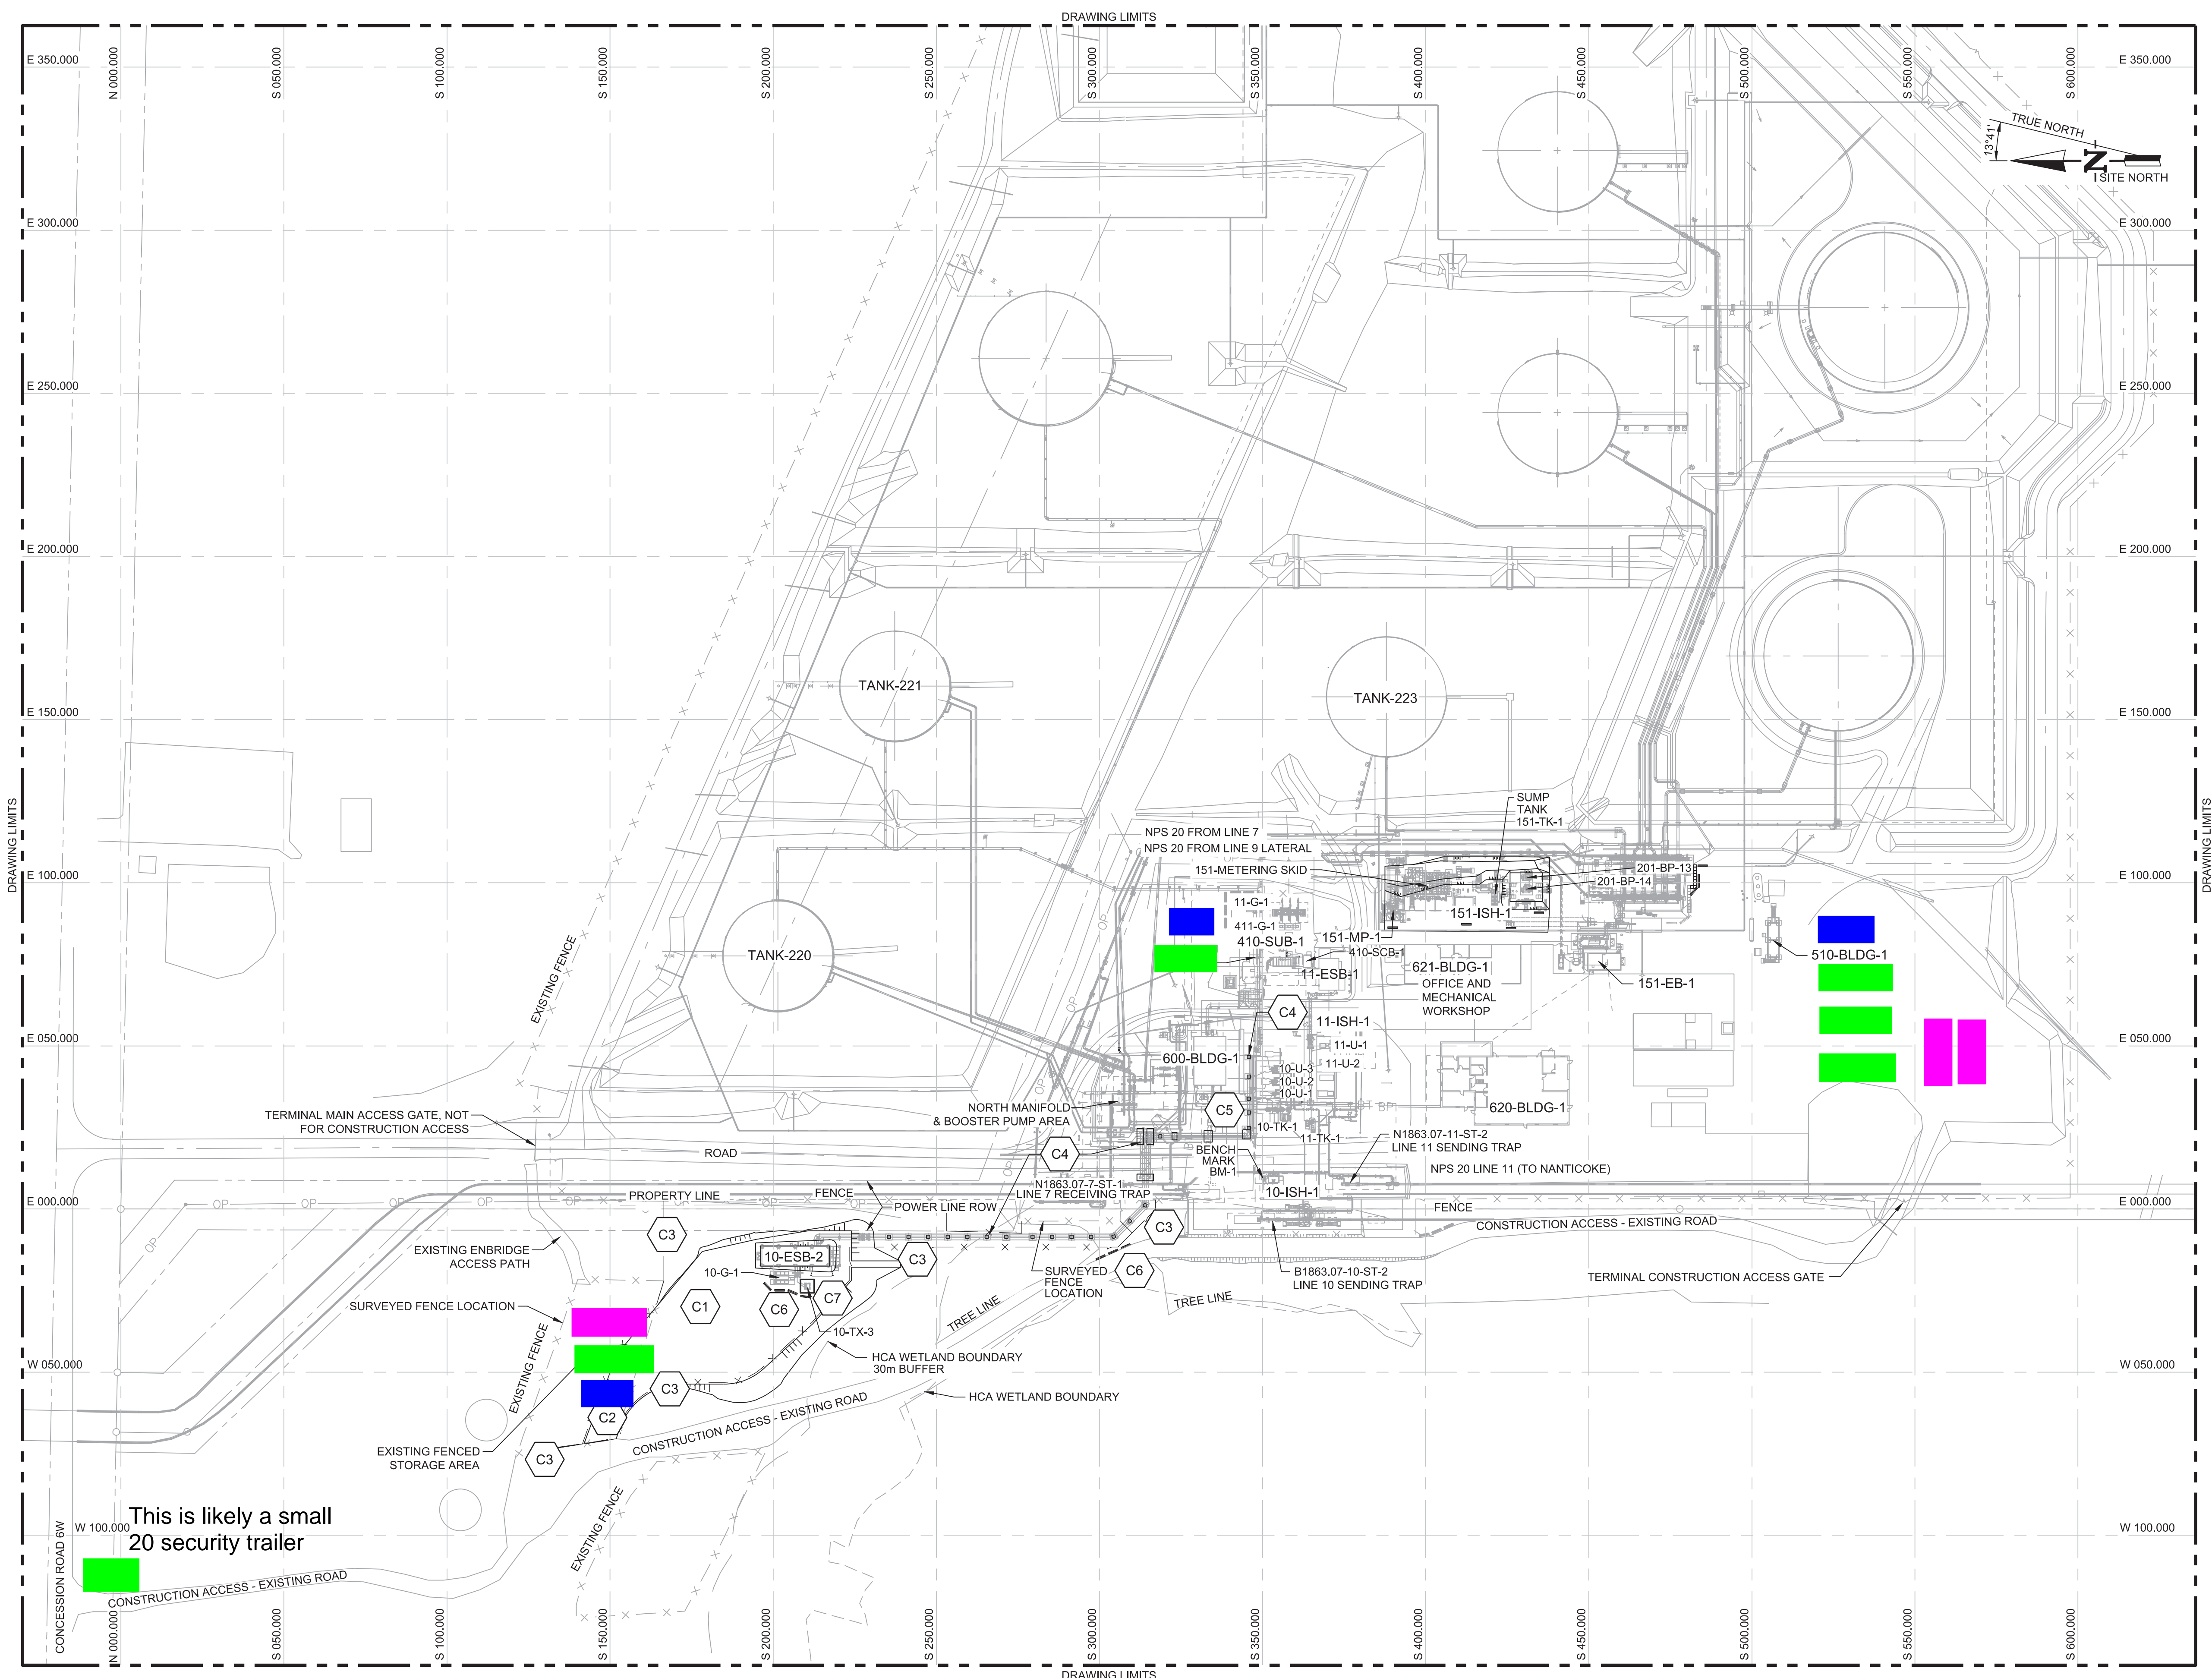 DRAWING LIMITS
N 000.000
S 050.000
S 100.000
S 150.000
S 200.000
S 250.000
S 300.000
S 350.000
S 400.000
S 450.000
S 500.000
S 550.000
S 600.000
E 350.000
E 350.000
TRUE NORTH
13°41'
N
SITE NORTH
E 300.000
E 300.000
E 250.000
E 250.000
E 200.000
E 200.000
TANK-221
TANK-223
E 150.000
E 150.000
DRAWING LIMITS
DRAWING LIMITS
SUMP
TANK
151-TK-1
NPS 20 FROM LINE 7
NPS 20 FROM LINE 9 LATERAL
151-METERING SKID
201-BP-13
201-BP-14
E 100.000
E 100.000
11-G-1
151-ISH-1
411-G-1
410-SUB-1
151-MP-1
410-SCB-1
11-ESB-1
TANK-220
EXISTING FENCE
OP
OP
621-BLDG-1
OFFICE AND
MECHANICAL
WORKSHOP
510-BLDG-1
151-EB-1
C4
11-ISH-1
E 050.000
E 050.000
600-BLDG-1
11-U-1
11-U-2
10-U-3
10-U-2
10-U-1
OP
NORTH MANIFOLD
& BOOSTER PUMP AREA
C5
BP
620-BLDG-1
TERMINAL MAIN ACCESS GATE, NOT
FOR CONSTRUCTION ACCESS
10-TK-1
11-TK-1
ROAD
C4
BENCH
MARK
BM-1
N1863.07-11-ST-2
LINE 11 SENDING TRAP
NPS 20 LINE 11 (TO NANTICOKE)
OP
N1863.07-7-ST-1
LINE 7 RECEIVING TRAP
10-ISH-1
E 000.000
E 000.000
OP
OP
OP
OP
OP
OP
OP
OP
OP
PROPERTY LINE
FENCE
POWER LINE ROW
FENCE
CONSTRUCTION ACCESS - EXISTING ROAD
C3
C3
EXISTING ENBRIDGE
ACCESS PATH
10-ESB-2
C3
10-G-1
SURVEYED
FENCE
LOCATION
C6
B1863.07-10-ST-2
LINE 10 SENDING TRAP
TERMINAL CONSTRUCTION ACCESS GATE
SURVEYED FENCE LOCATION
C1
C6
C7
TREE LINE
TREE LINE
10-TX-3
HCA WETLAND BOUNDARY
30m BUFFER
W 050.000
W 050.000
EXISTING FENCE
C3
HCA WETLAND BOUNDARY
C2
CONSTRUCTION ACCESS - EXISTING ROAD
EXISTING FENCED
STORAGE AREA
C3
This is likely a small
20 security trailer
W 100.000
W 100.000
EXISTING FENCE
CONCESSION ROAD 6W
CONSTRUCTION ACCESS - EXISTING ROAD
N 000.000
S 050.000
S 100.000
S 150.000
S 200.000
S 250.000
S 300.000
S 350.000
S 400.000
S 450.000
S 500.000
S 550.000
S 600.000
DRAWING LIMITS